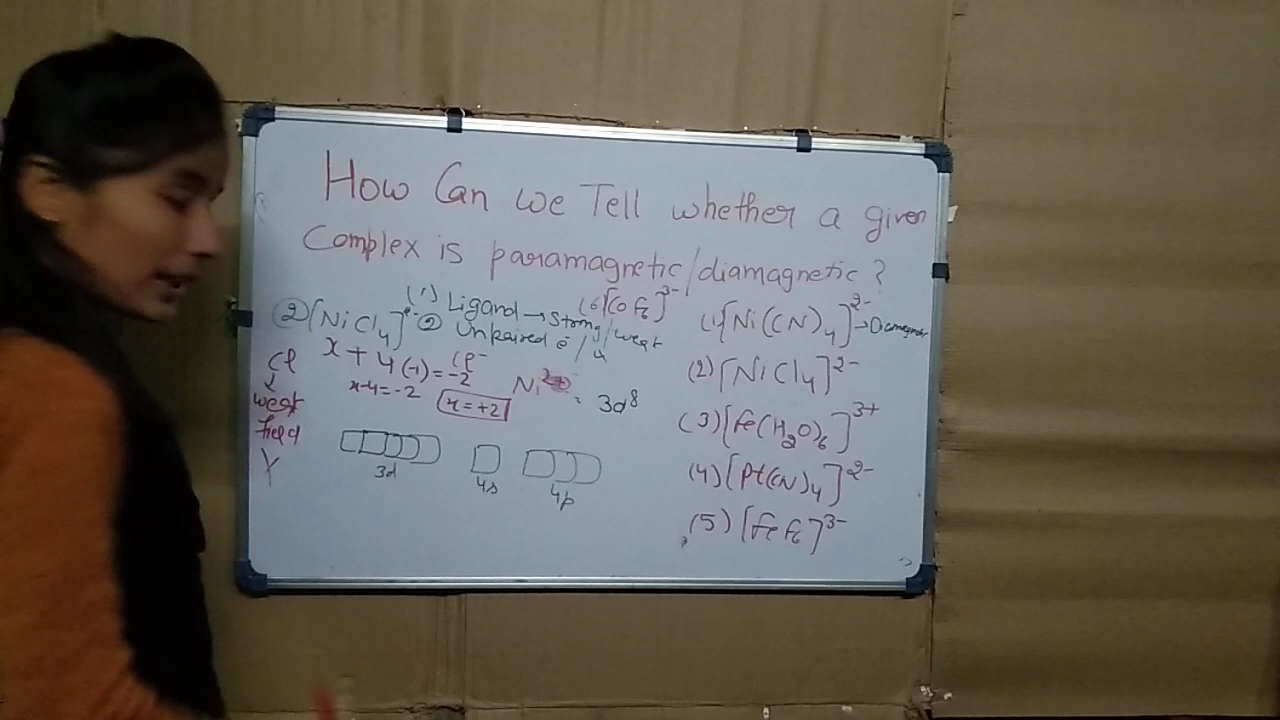 How Can we Tell whether a given
Complex is paramagnetic/diamagnetic?
(1) Ligand → Strong/weak
② Unpaired e⁻/
(6)[CoF₆]³⁻
②[NiCl₄]²⁻
x + 4(-1) = -2
x-4 = -2
x = +2
Cl⁻
Ni²⁺ = 3d⁸
Cl
↓
weak
field
3d
4s
4p
(1)[Ni(CN)₄]²⁻ →
(2)[NiCl₄]²⁻
(3)[Fe(H₂O)₆]³⁺
(4)[Pt(CN)₄]²⁻
(5)[FeF₆]³⁻